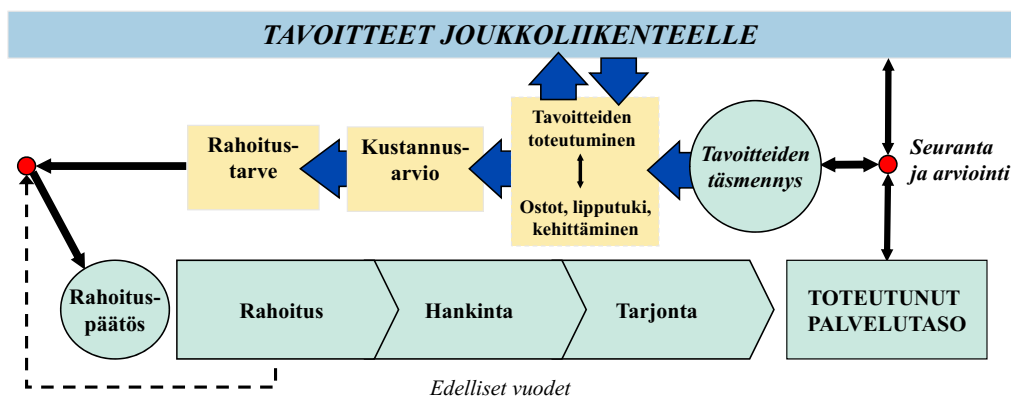 TAVOITTEET JOUKKOLIIKENTEELLE
Rahoitus-
tarve
Kustannus-
arvio
Tavoitteiden
toteutuminen
Ostot, lipputuki,
kehittäminen
Tavoitteiden
täsmennys
Seuranta
ja arviointi
Rahoitus-
päätös
Rahoitus
Hankinta
Tarjonta
TOTEUTUNUT
PALVELUTASO
Edelliset vuodet